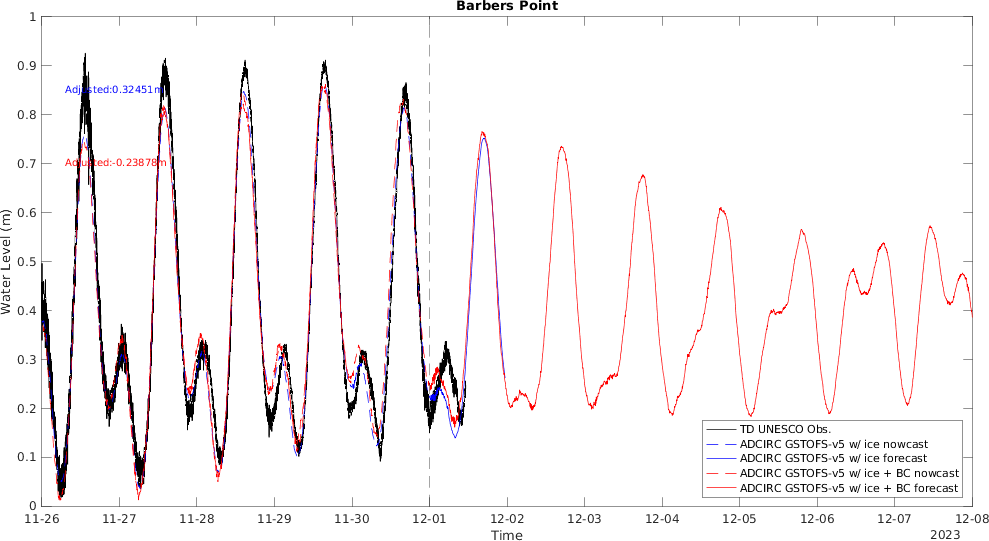 Barbers Point
1
0.9
0.8
0.7
0.6
0.5
0.4
0.3
0.2
0.1
0
Water Level (m)
Adjusted:0.32451m
Adjusted:-0.23878m
TD UNESCO Obs.
ADCIRC GSTOFS-v5 w/ ice nowcast
ADCIRC GSTOFS-v5 w/ ice forecast
ADCIRC GSTOFS-v5 w/ ice + BC nowcast
ADCIRC GSTOFS-v5 w/ ice + BC forecast
11-26 11-27 11-28 11-29 11-30 12-01 12-02 12-03 12-04 12-05 12-06 12-07 12-08
Time
2023